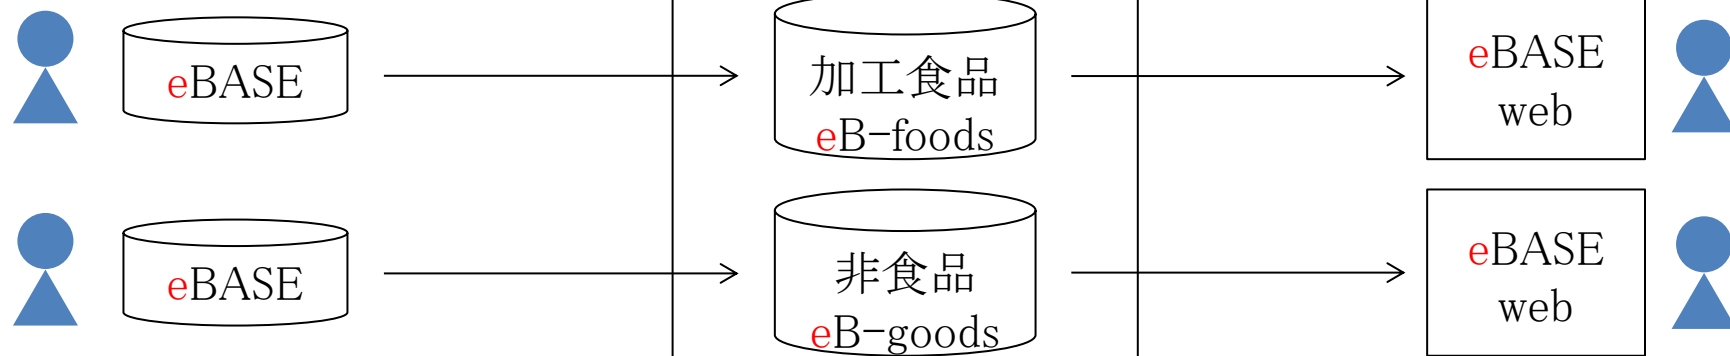 eBASE
加工食品
eB-foods
eBASE
web
eBASE
非食品
eB-goods
eBASE
web